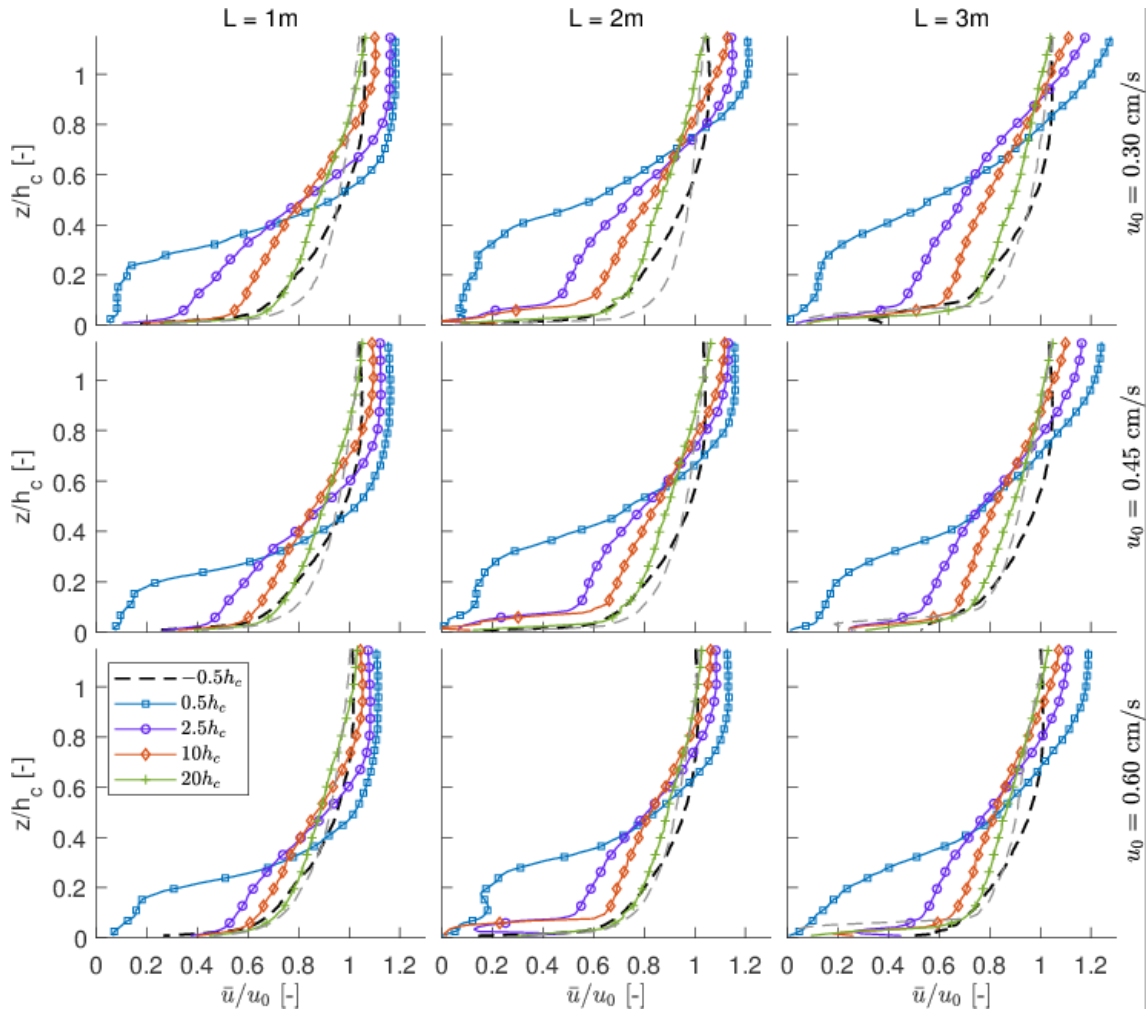 L = 1m L = 2m L = 3m
1
0.8
0.6
0.4
0.2
0
z/h_c [-]
u_0 = 0.30 cm/s
1
0.8
0.6
0.4
0.2
0
z/h_c [-]
u_0 = 0.45 cm/s
1
0.8
0.6
0.4
0.2
0
z/h_c [-]
−0.5h_c
0.5h_c
2.5h_c
10h_c
20h_c
u_0 = 0.60 cm/s
0 0.2 0.4 0.6 0.8 1 1.2 0 0.2 0.4 0.6 0.8 1 1.2 0 0.2 0.4 0.6 0.8 1 1.2
ū/u_0 [-] ū/u_0 [-] ū/u_0 [-]